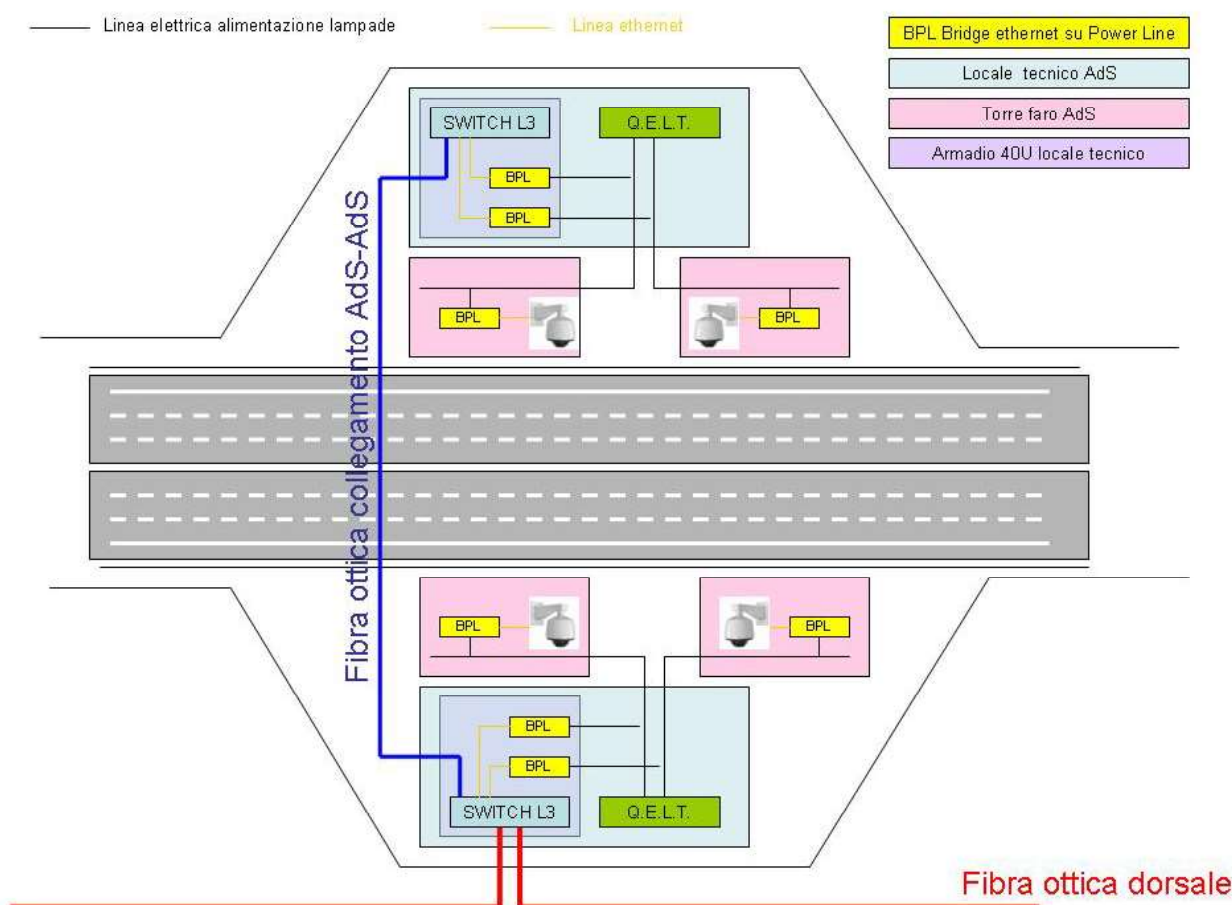 Linea elettrica alimentazione lampade
Linea ethernet
BPL Bridge ethernet su Power Line
Locale tecnico AdS
Torre faro AdS
Armadio 40U locale tecnico
SWITCH L3
Q.E.L.T.
BPL
BPL
Fibra ottica collegamento AdS-AdS
BPL
BPL
BPL
BPL
BPL
BPL
SWITCH L3
Q.E.L.T.
Fibra ottica dorsale